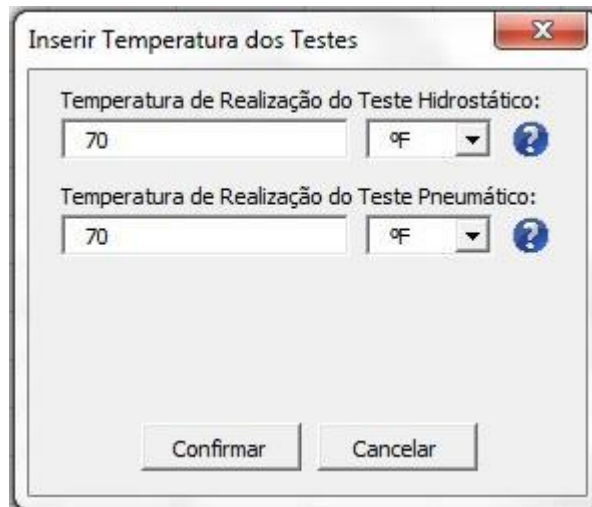 Inserir Temperatura dos Testes
Temperatura de Realização do Teste Hidrostático:
70 ºF ?
Temperatura de Realização do Teste Pneumático:
70 ºF ?
Confirmar Cancelar